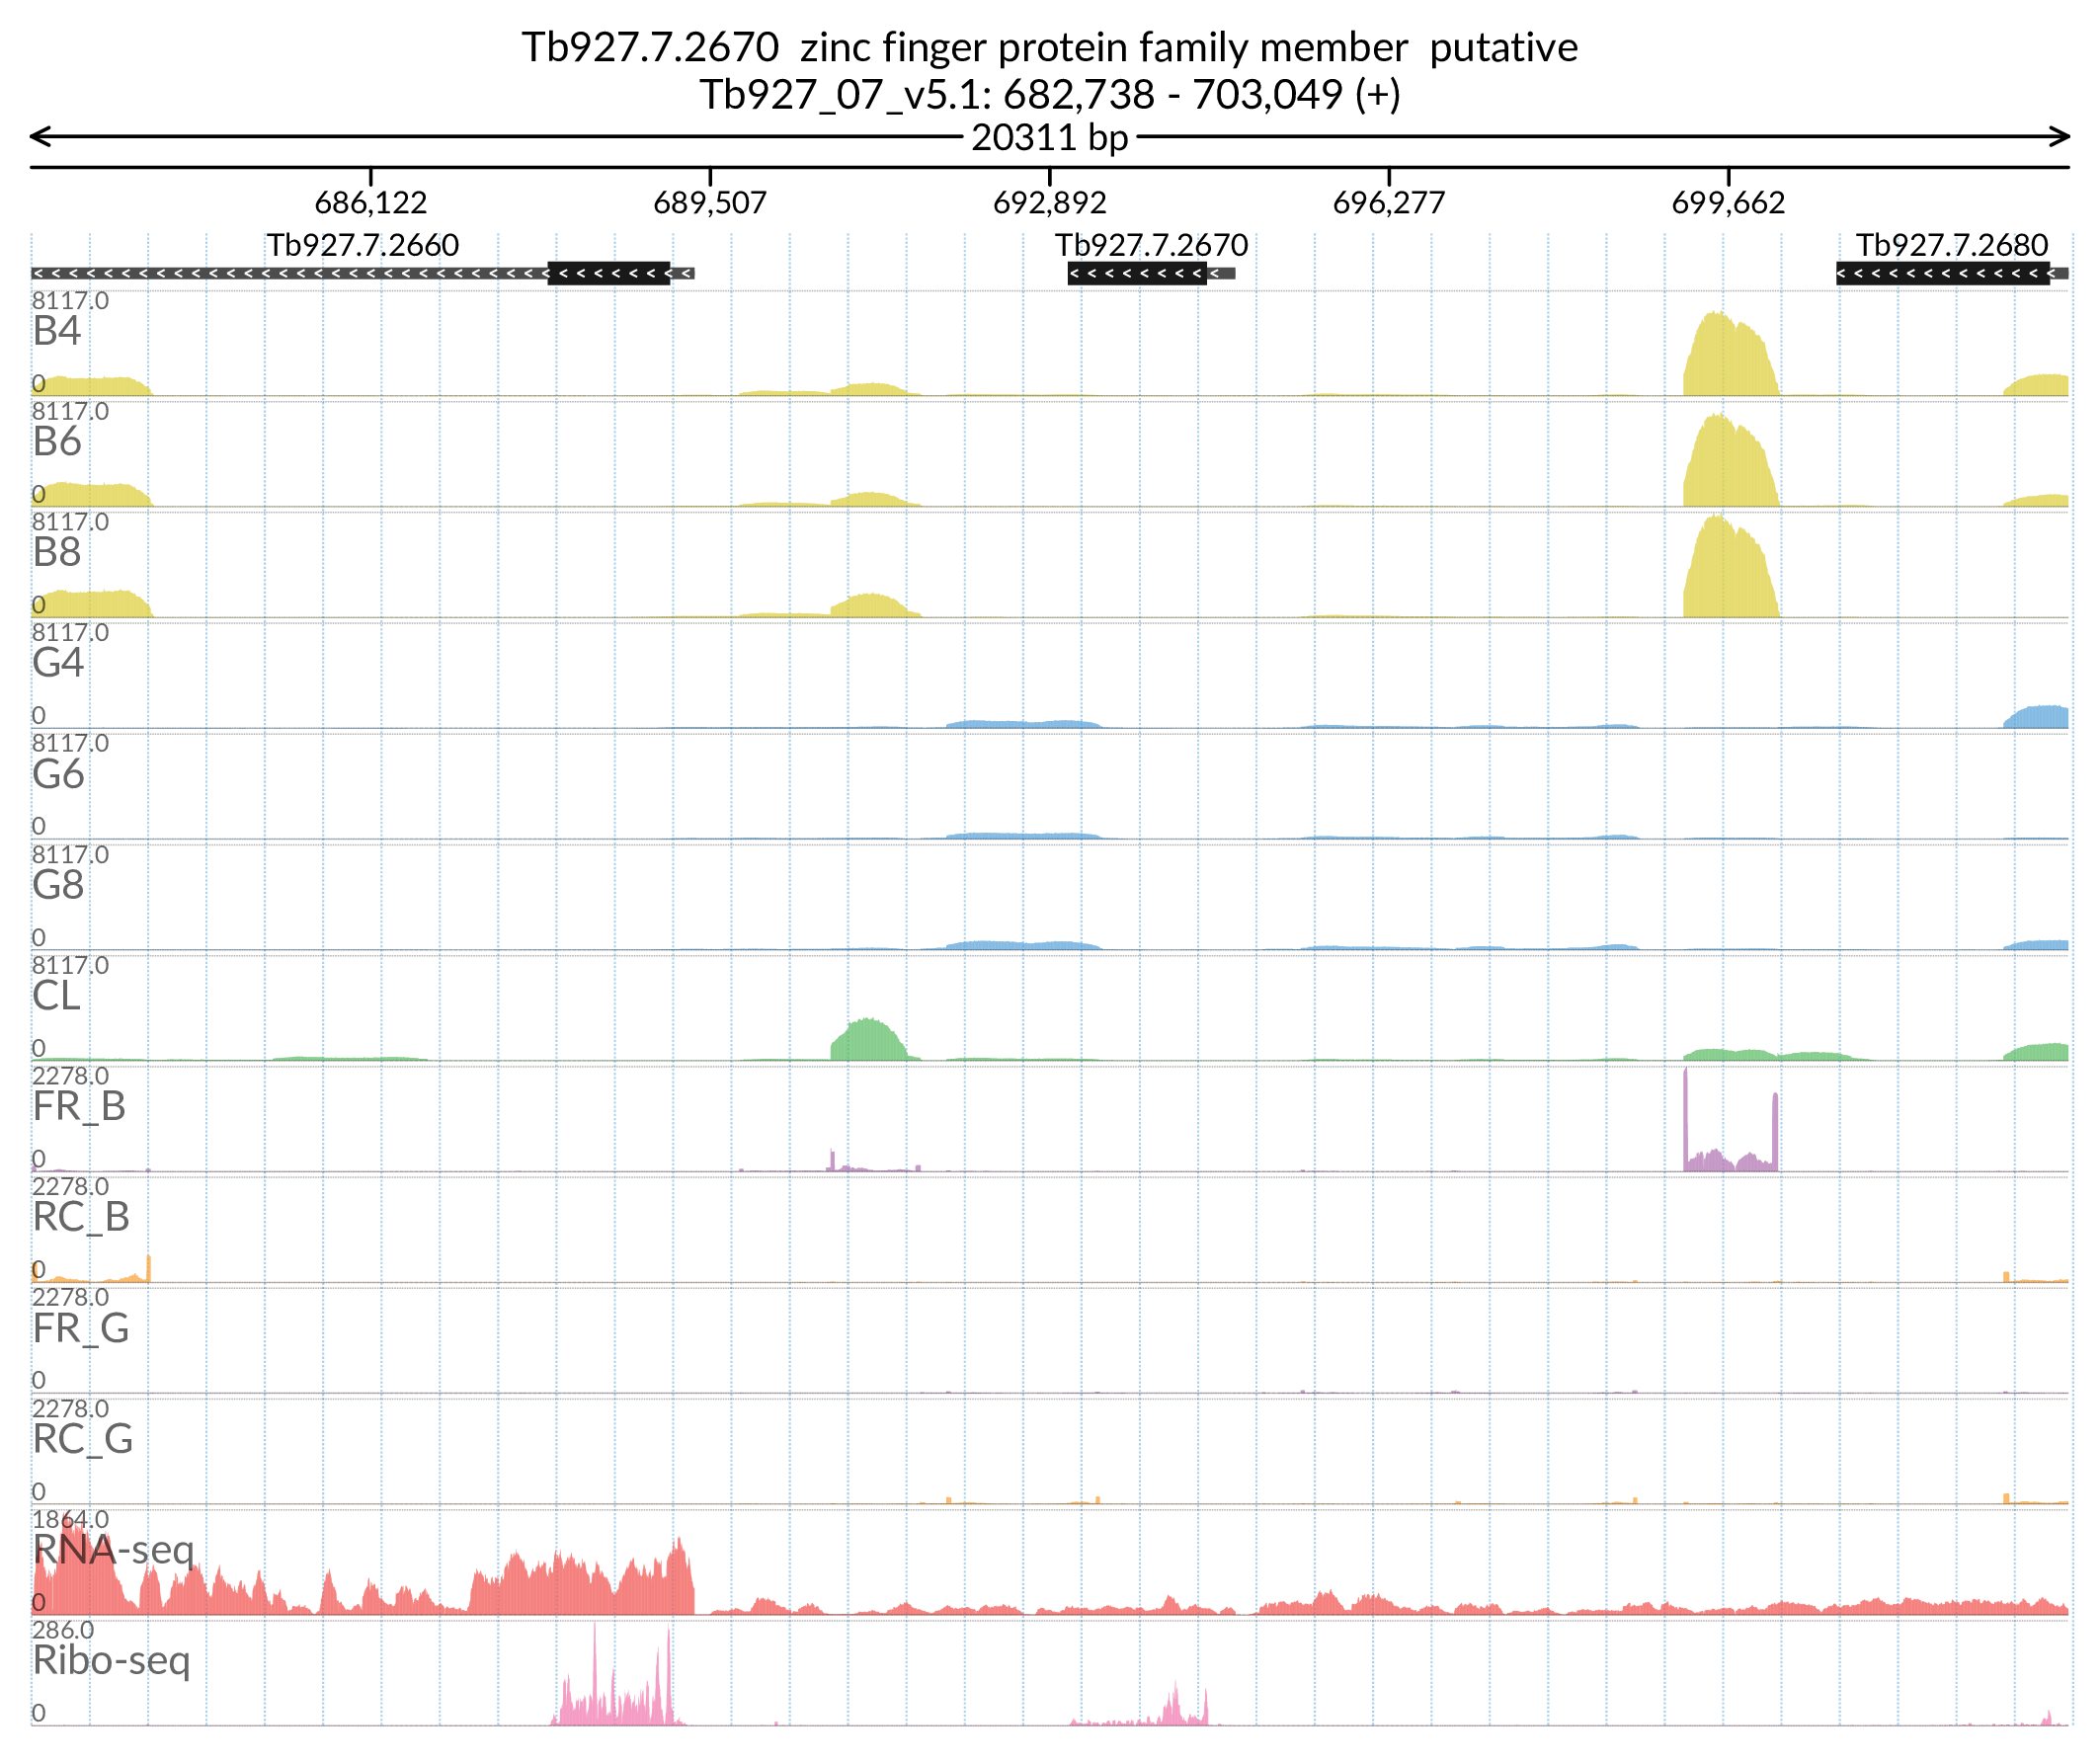 Tb927.7.2670  zinc finger protein family member  putative
Tb927_07_v5.1: 682,738 - 703,049 (+)
20311 bp
686,122 689,507 692,892 696,277 699,662
Tb927.7.2660 Tb927.7.2670 Tb927.7.2680
8117.0
B4
0
8117.0
B6
0
8117.0
B8
0
8117.0
G4
0
8117.0
G6
0
8117.0
G8
0
8117.0
CL
0
2278.0
FR_B
0
2278.0
RC_B
0
2278.0
FR_G
0
2278.0
RC_G
0
1864.0
RNA-seq
0
286.0
Ribo-seq
0